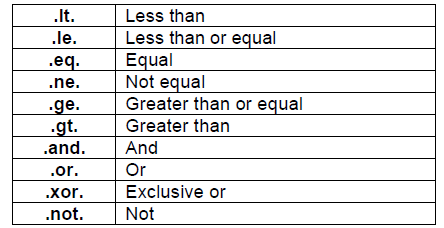 .lt. Less than
.le. Less than or equal
.eq. Equal
.ne. Not equal
.ge. Greater than or equal
.gt. Greater than
.and. And
.or. Or
.xor. Exclusive or
.not. Not